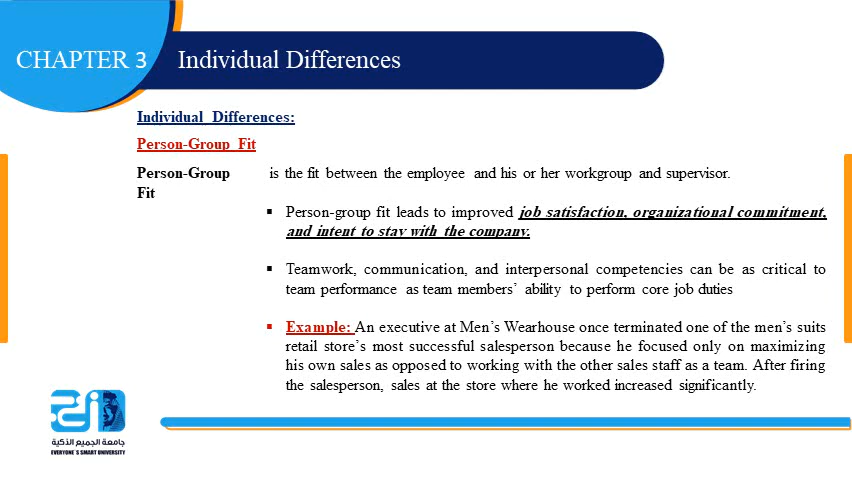 CHAPTER 3
Individual Differences
Individual Differences:
Person-Group Fit
Person-Group
Fit
is the fit between the employee and his or her workgroup and supervisor.
▪ Person-group fit leads to improved job satisfaction, organizational commitment,
and intent to stay with the company.
▪ Teamwork, communication, and interpersonal competencies can be as critical to
team performance as team members’ ability to perform core job duties
▪ Example: An executive at Men’s Wearhouse once terminated one of the men’s suits
retail store’s most successful salesperson because he focused only on maximizing
his own sales as opposed to working with the other sales staff as a team. After firing
the salesperson, sales at the store where he worked increased significantly.
جامعة الجميع الذكية
EVERYONE'S SMART UNIVERSITY